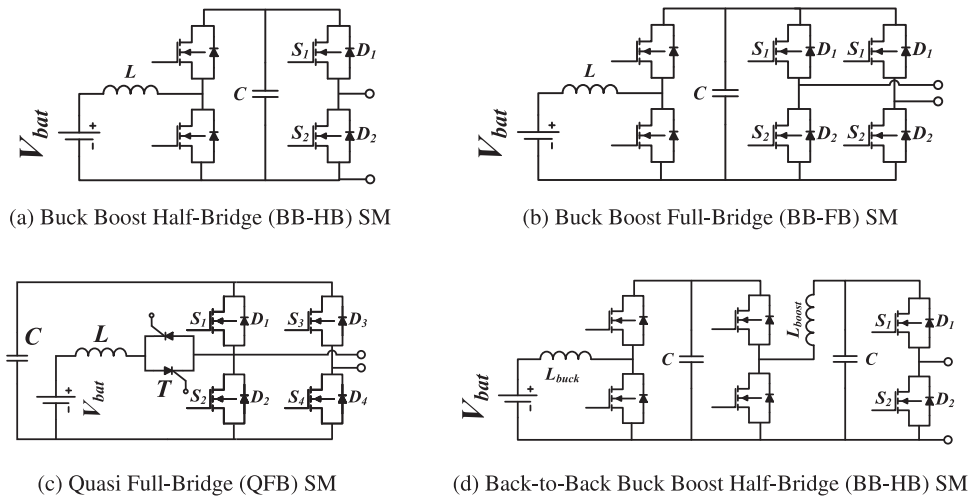 L
V_bat
+
-
C
S_1
D_1
S_2
D_2
(a) Buck Boost Half-Bridge (BB-HB) SM
L
V_bat
+
-
C
S_1
D_1
S_1
D_1
S_2
D_2
S_2
D_2
(b) Buck Boost Full-Bridge (BB-FB) SM
C
L
V_bat
+
-
T
S_1
D_1
S_3
D_3
S_2
D_2
S_4
D_4
(c) Quasi Full-Bridge (QFB) SM
L_buck
V_bat
+
-
C
L_boost
C
S_1
D_1
S_2
D_2
(d) Back-to-Back Buck Boost Half-Bridge (BB-HB) SM